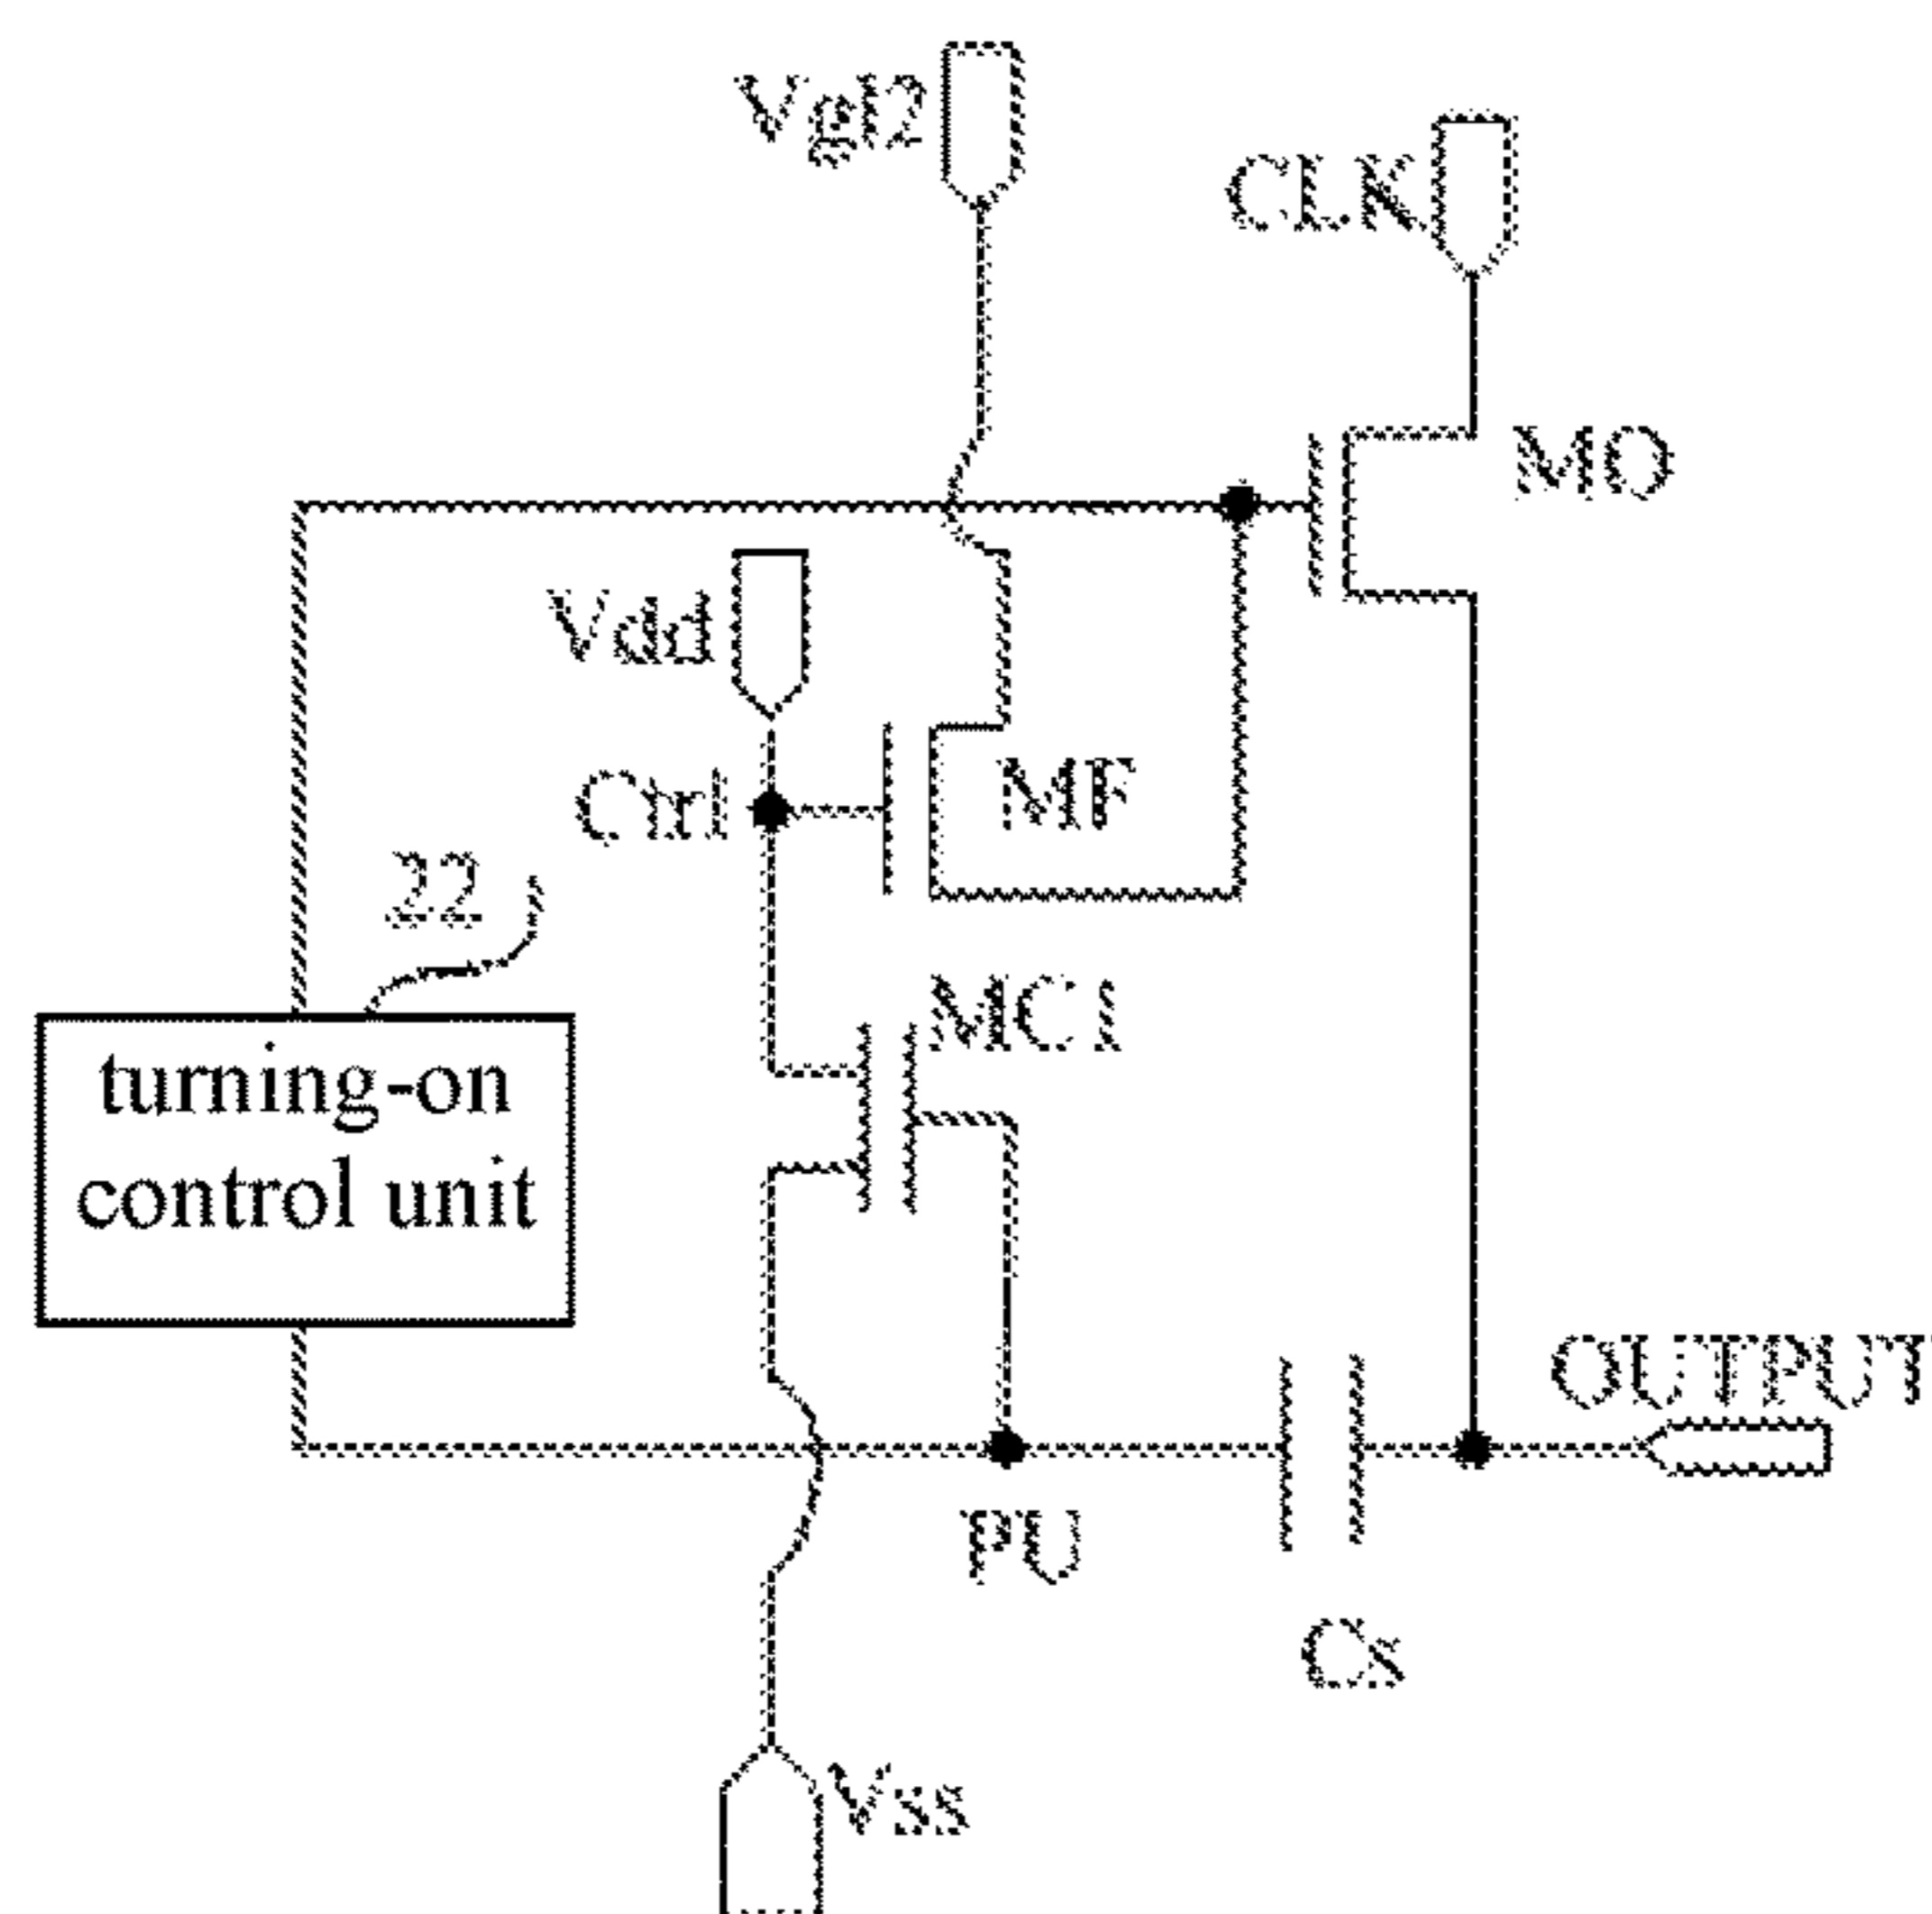 Vgl2
CLK
MO
Vdd
Ctrl
MF
22
MC1
turning-on
control unit
OUTPUT
PU
Cs
Vss